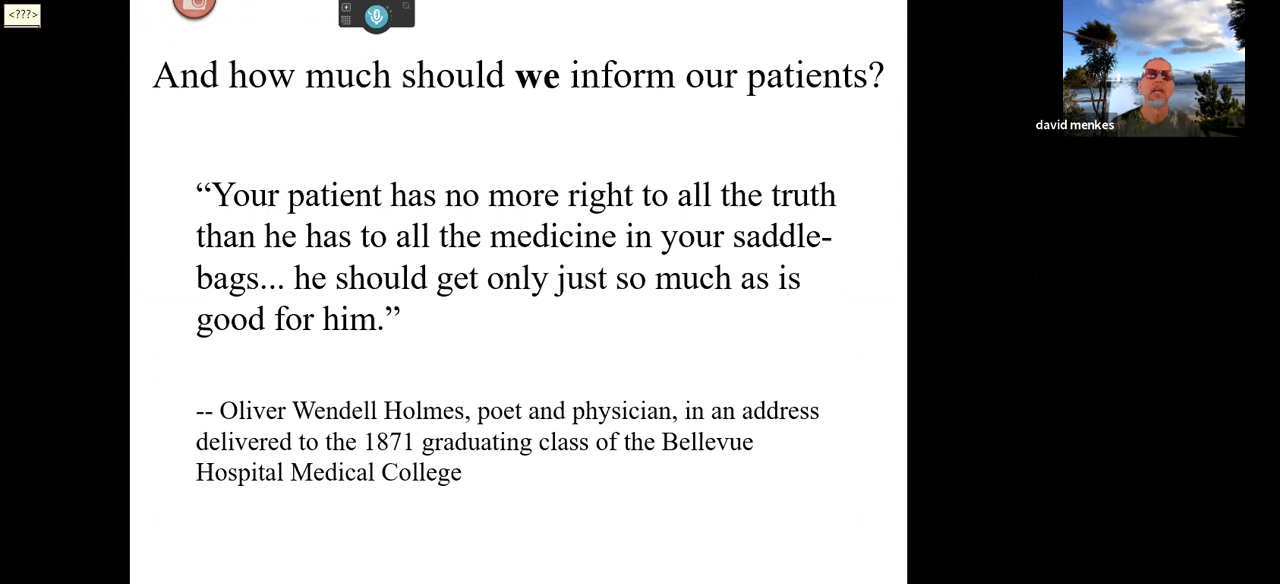 <???>
And how much should we inform our patients?
david menkes
“Your patient has no more right to all the truth
than he has to all the medicine in your saddle-
bags... he should get only just so much as is
good for him.”
-- Oliver Wendell Holmes, poet and physician, in an address
delivered to the 1871 graduating class of the Bellevue
Hospital Medical College